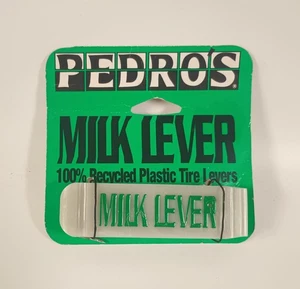 PEDROS
MILK LEVER
100% Recycled Plastic Tire Levers
MILK LEVER